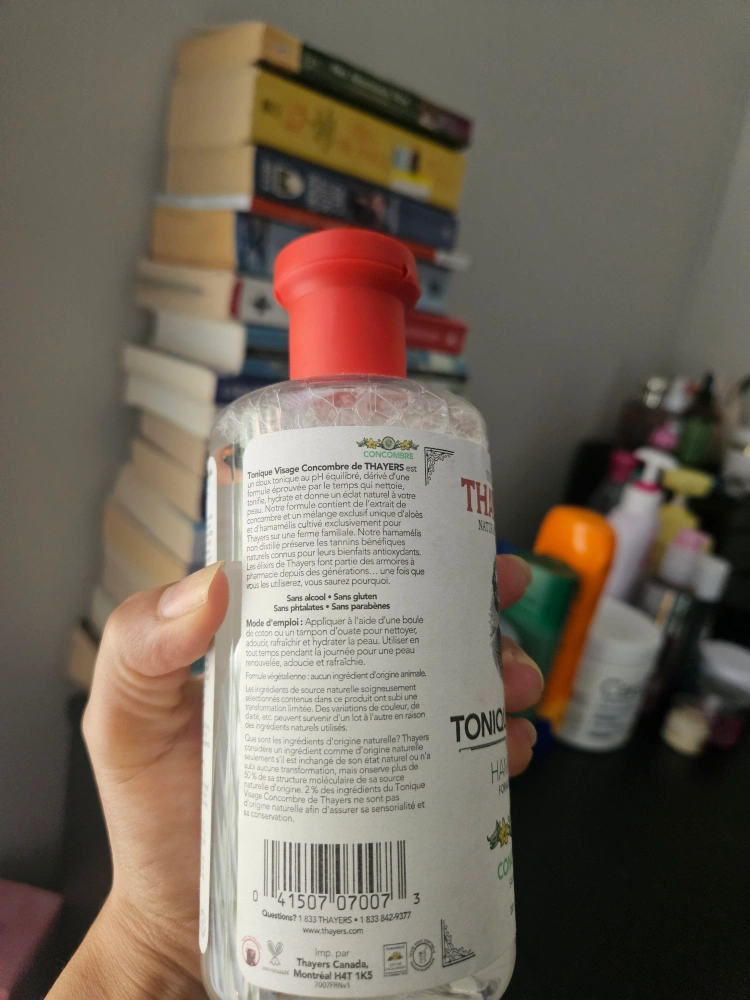 CONCOMBRE
Tonique Visage Concombre de THAYERS est
un doux tonique au pH équilibré, dérivé d'une
formule éprouvée par le temps qui nettoie,
tonifie, hydrate et donne un éclat naturel à votre
peau. Notre formule contient de l'extrait de
concombre et un mélange exclusif unique d'aloès
et d'hamamélis cultivé exclusivement pour
Thayers sur une ferme familiale. Notre hamamélis
non distillé préserve les tannins bénéfiques
naturels connus pour leurs bienfaits antioxydants.
Les élixirs de Thayers font partie des armoires à
pharmacie depuis des générations... une fois que
vous les utiliserez, vous saurez pourquoi.
Sans alcool • Sans gluten
Sans phtalates • Sans parabènes
Mode d'emploi : Appliquer à l'aide d'une boule
de coton ou un tampon d'ouate pour nettoyer,
adoucir, rafraîchir et hydrater la peau. Utiliser en
tout temps pendant la journée pour une peau
renouvelée, adoucie et rafraîchie.
Formule végétalienne : aucun ingrédient d'origine animale.
Les ingrédients de source naturelle soigneusement
sélectionnés contenus dans ce produit ont subi une
transformation limitée. Des variations de couleur, de
clarté, etc. peuvent survenir d'un lot à l'autre en raison
des ingrédients naturels utilisés.
Que sont les ingrédients d'origine naturelle? Thayers
considère un ingrédient comme d'origine naturelle
seulement s'il est inchangé de son état naturel ou n'a
subi aucune transformation, mais conserve plus de
50 % de sa structure moléculaire de sa source
naturelle d'origine. 2 % des ingrédients du Tonique
Visage Concombre de Thayers ne sont pas
d'origine naturelle afin d'assurer sa sensorialité et
sa conservation.
0 41507 07007 3
Questions? 1 833 THAYERS • 1 833 842-9377
www.thayers.com
Imp. par
Thayers Canada,
Montréal H4T 1K5
7007FRNv1
THA
NATU
TONIQ
HAM
FORM
CON